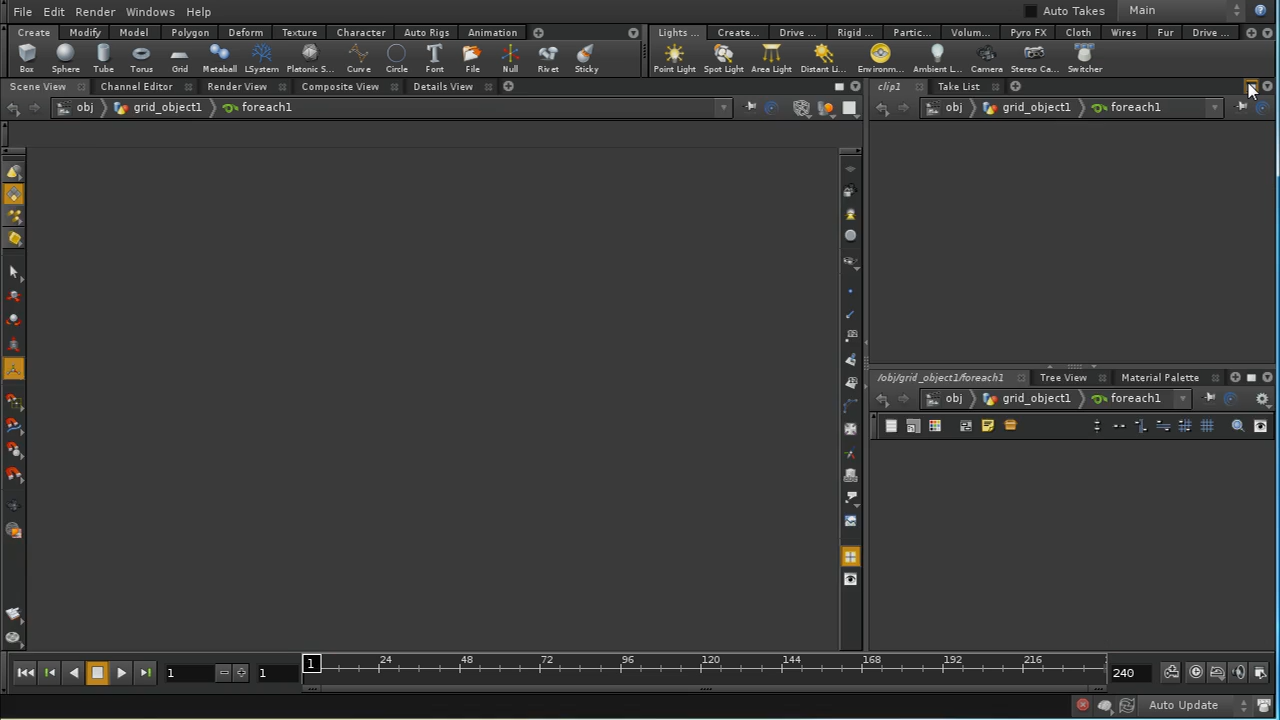 File Edit Render Windows Help Auto Takes Main
Create Modify Model Polygon Deform Texture Character Auto Rigs Animation Lights ... Create... Drive ... Rigid ... Partic... Volum... Pyro FX Cloth Wires Fur Drive ...
Box Sphere Tube Torus Grid Metaball LSystem Platonic S... Curve Circle Font File Null Rivet Sticky Point Light Spot Light Area Light Distant Li... Environm... Ambient L... Camera Stereo Ca... Switcher
Scene View Channel Editor Render View Composite View Details View clip1 Take List
obj grid_object1 foreach1 obj grid_object1 foreach1
/obj/grid_object1/foreach1 Tree View Material Palette
obj grid_object1 foreach1
1 1 1 24 48 72 96 120 144 168 192 216 240
Auto Update